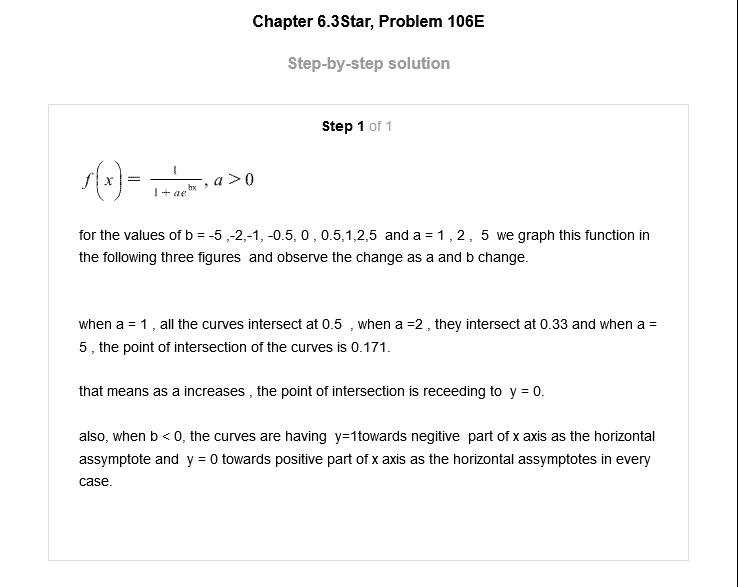 Chapter 6.3Star, Problem 106E
Step-by-step solution
Step 1 of 1
f(x) = 1/(1 + ae^{bx}), a > 0
for the values of b = -5 ,-2,-1, -0.5, 0 , 0.5,1,2,5 and a = 1 , 2 , 5 we graph this function in
the following three figures and observe the change as a and b change.
when a = 1 , all the curves intersect at 0.5 , when a =2 , they intersect at 0.33 and when a =
5 , the point of intersection of the curves is 0.171.
that means as a increases , the point of intersection is receeding to y = 0.
also, when b < 0, the curves are having y=1towards negitive part of x axis as the horizontal
assymptote and y = 0 towards positive part of x axis as the horizontal assymptotes in every
case.